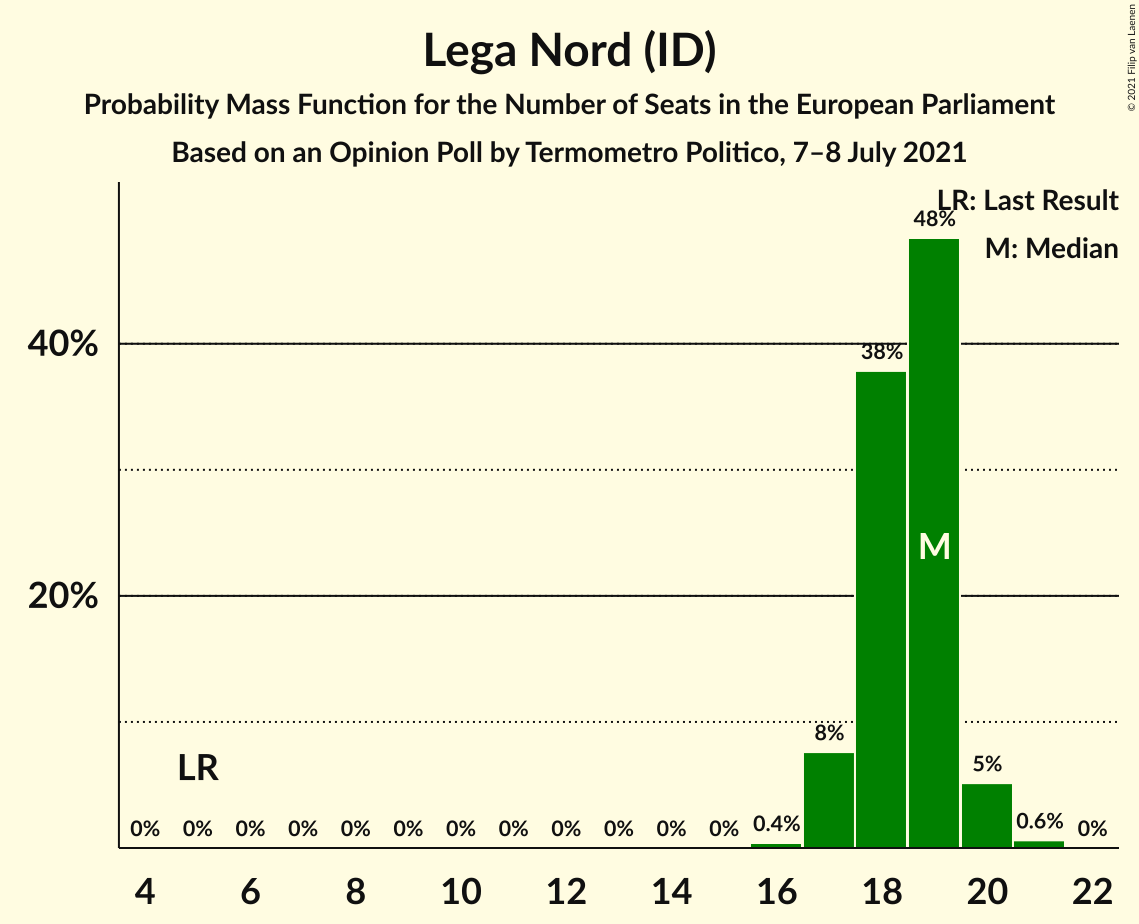 Lega Nord (ID)
Probability Mass Function for the Number of Seats in the European Parliament
Based on an Opinion Poll by Termometro Politico, 7–8 July 2021
© 2021 Filip van Laenen
LR: Last Result
M: Median
48%
40%
38%
M
20%
8%
5%
LR
0% 0% 0% 0% 0% 0% 0% 0% 0% 0% 0% 0% 0.4% 0.6% 0%
4 6 8 10 12 14 16 18 20 22